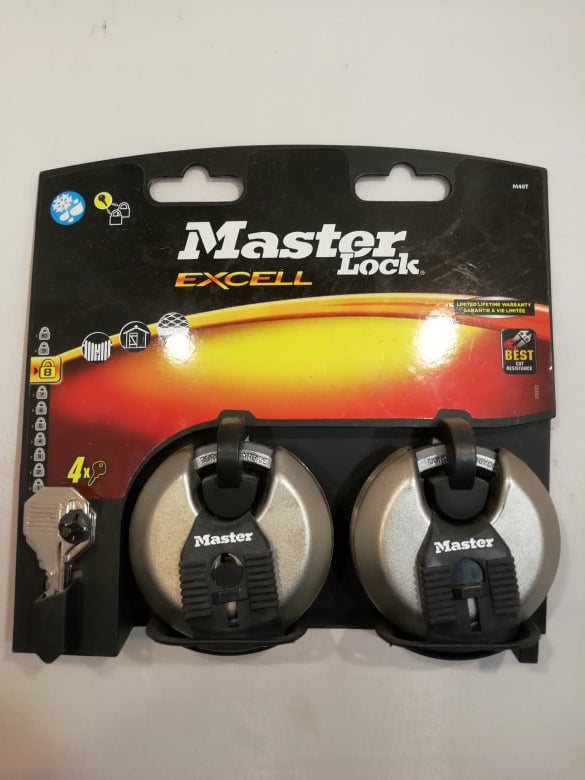 M40T
Master
Lock®
EXCELL
LIMITED LIFETIME WARRANTY
GARANTIE À VIE LIMITÉE
BEST
CUT
RESISTANCE
8
4x
Master
Master